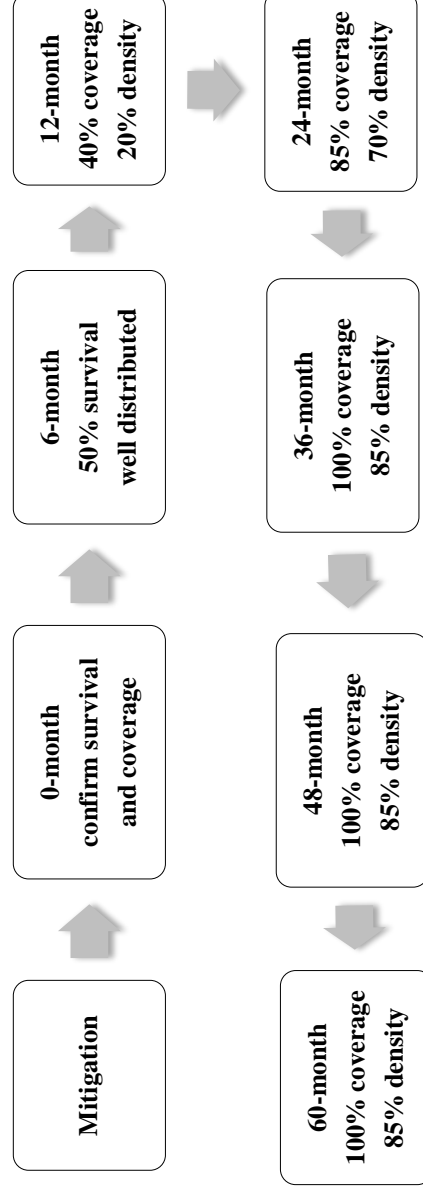 Mitigation
0-month
confirm survival
and coverage
6-month
50% survival
well distributed
12-month
40% coverage
20% density
24-month
85% coverage
70% density
36-month
100% coverage
85% density
48-month
100% coverage
85% density
60-month
100% coverage
85% density